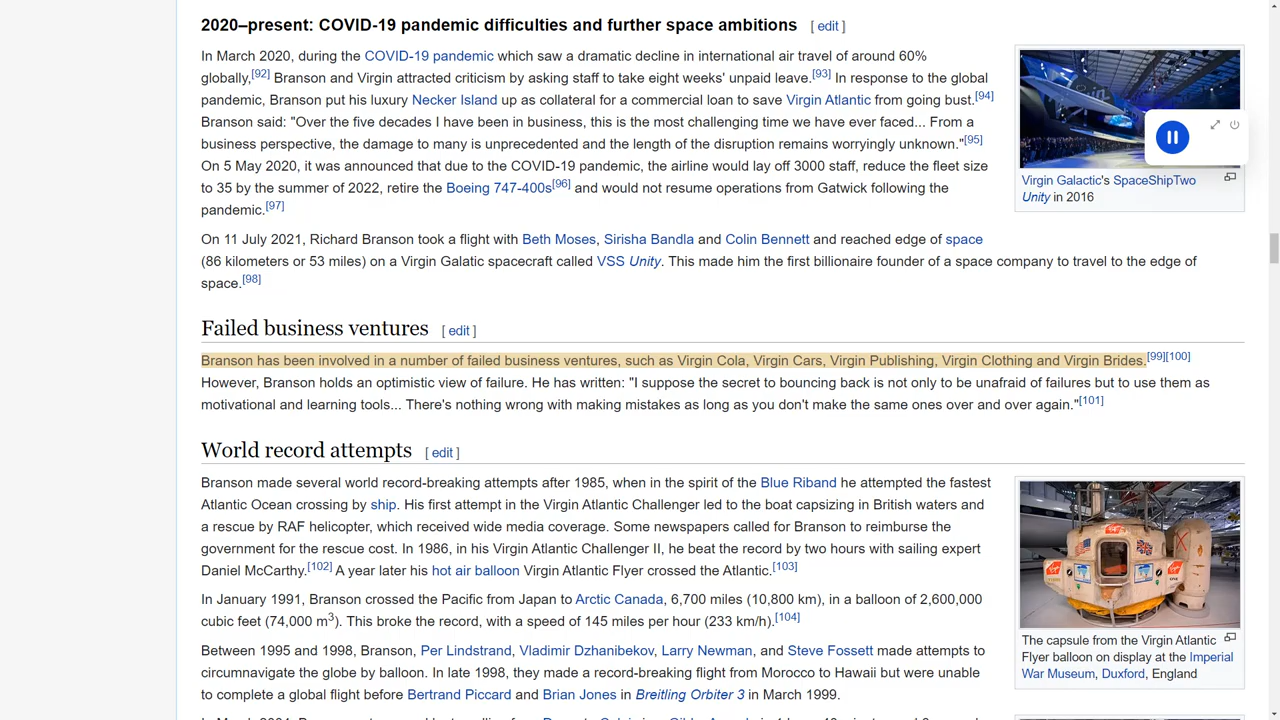 2020–present: COVID-19 pandemic difficulties and further space ambitions [ edit ]
In March 2020, during the COVID-19 pandemic which saw a dramatic decline in international air travel of around 60%
globally,[92] Branson and Virgin attracted criticism by asking staff to take eight weeks' unpaid leave.[93] In response to the global
pandemic, Branson put his luxury Necker Island up as collateral for a commercial loan to save Virgin Atlantic from going bust.[94]
Branson said: "Over the five decades I have been in business, this is the most challenging time we have ever faced... From a
business perspective, the damage to many is unprecedented and the length of the disruption remains worryingly unknown."[95]
On 5 May 2020, it was announced that due to the COVID-19 pandemic, the airline would lay off 3000 staff, reduce the fleet size
to 35 by the summer of 2022, retire the Boeing 747-400s[96] and would not resume operations from Gatwick following the
pandemic.[97]
Virgin Galactic's SpaceShipTwo
Unity in 2016
On 11 July 2021, Richard Branson took a flight with Beth Moses, Sirisha Bandla and Colin Bennett and reached edge of space
(86 kilometers or 53 miles) on a Virgin Galatic spacecraft called VSS Unity. This made him the first billionaire founder of a space company to travel to the edge of
space.[98]
Failed business ventures [ edit ]
Branson has been involved in a number of failed business ventures, such as Virgin Cola, Virgin Cars, Virgin Publishing, Virgin Clothing and Virgin Brides.[99][100]
However, Branson holds an optimistic view of failure. He has written: "I suppose the secret to bouncing back is not only to be unafraid of failures but to use them as
motivational and learning tools... There's nothing wrong with making mistakes as long as you don't make the same ones over and over again."[101]
World record attempts [ edit ]
Branson made several world record-breaking attempts after 1985, when in the spirit of the Blue Riband he attempted the fastest
Atlantic Ocean crossing by ship. His first attempt in the Virgin Atlantic Challenger led to the boat capsizing in British waters and
a rescue by RAF helicopter, which received wide media coverage. Some newspapers called for Branson to reimburse the
government for the rescue cost. In 1986, in his Virgin Atlantic Challenger II, he beat the record by two hours with sailing expert
Daniel McCarthy.[102] A year later his hot air balloon Virgin Atlantic Flyer crossed the Atlantic.[103]
In January 1991, Branson crossed the Pacific from Japan to Arctic Canada, 6,700 miles (10,800 km), in a balloon of 2,600,000
cubic feet (74,000 m3). This broke the record, with a speed of 145 miles per hour (233 km/h).[104]
Between 1995 and 1998, Branson, Per Lindstrand, Vladimir Dzhanibekov, Larry Newman, and Steve Fossett made attempts to
circumnavigate the globe by balloon. In late 1998, they made a record-breaking flight from Morocco to Hawaii but were unable
to complete a global flight before Bertrand Piccard and Brian Jones in Breitling Orbiter 3 in March 1999.
The capsule from the Virgin Atlantic
Flyer balloon on display at the Imperial
War Museum, Duxford, England